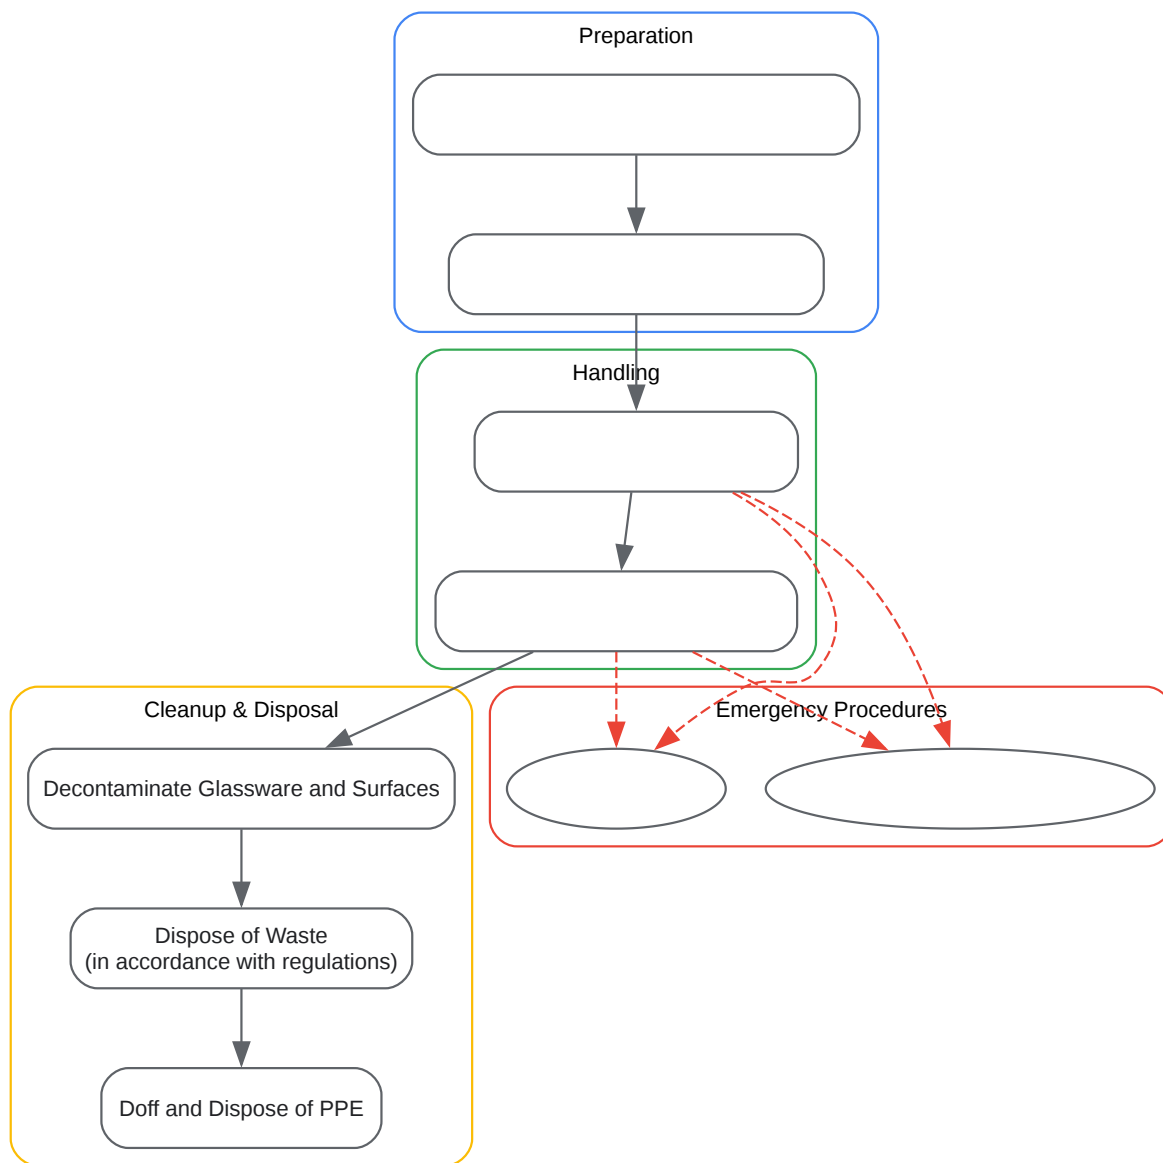 Preparation
Handling
Cleanup & Disposal
Emergency Procedures
Decontaminate Glassware and Surfaces
Dispose of Waste
(in accordance with regulations)
Doff and Dispose of PPE